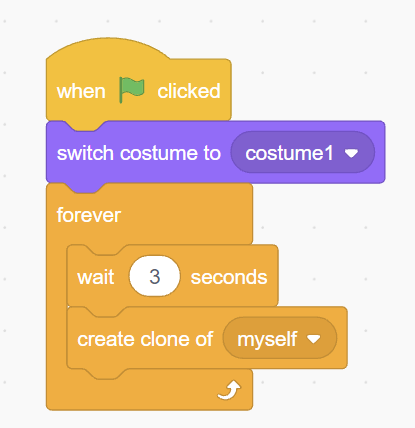 when clicked
switch costume to costume1
forever
wait 3 seconds
create clone of myself